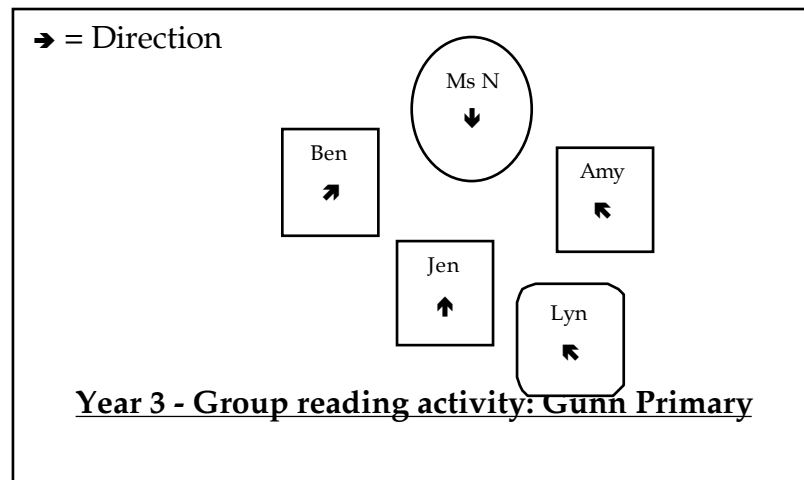 ➔ = Direction
Ms N
Ben
Amy
Jen
Lyn
Year 3 - Group reading activity: Gunn Primary